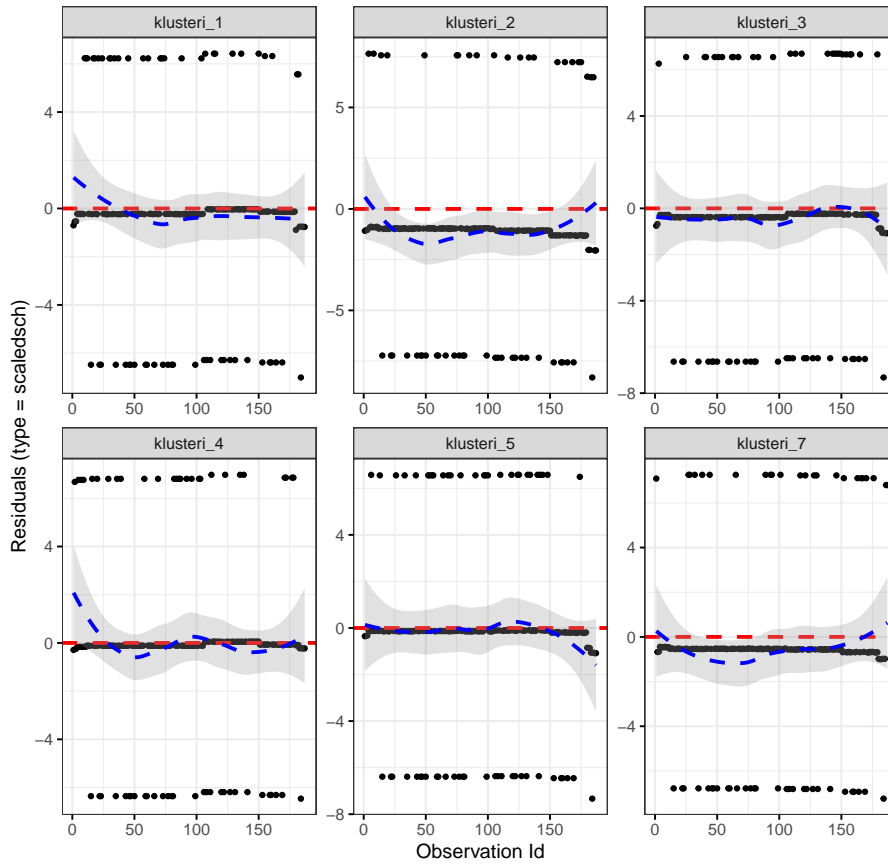 klusteri_1
klusteri_2
klusteri_3
4
0
−4
5
0
−5
4
0
−4
−8
0 50 100 150
0 50 100 150
0 50 100 150
klusteri_4
klusteri_5
klusteri_7
4
0
−4
4
0
−4
−8
4
0
−4
0 50 100 150
0 50 100 150
0 50 100 150
Observation Id
Residuals (type = scaledsch)